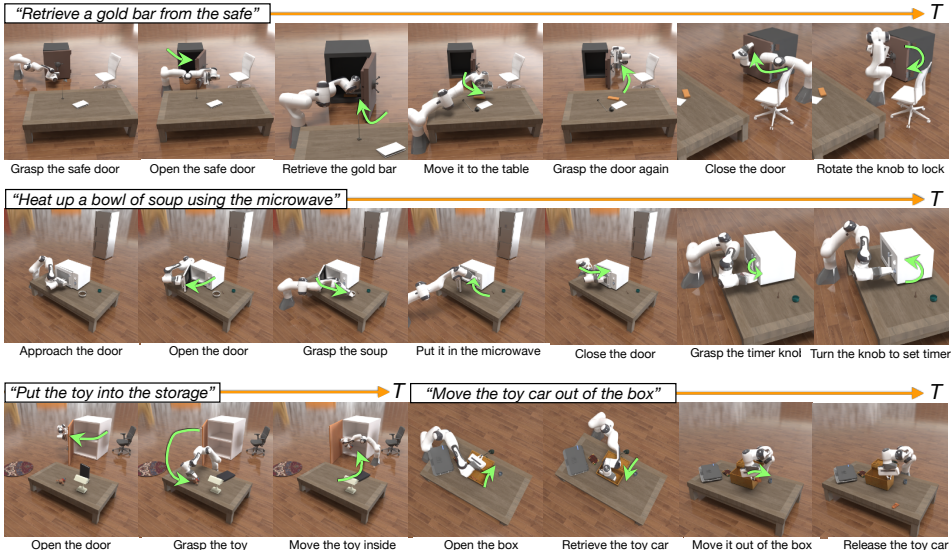 “Retrieve a gold bar from the safe” T
Grasp the safe door Open the safe door Retrieve the gold bar Move it to the table Grasp the door again Close the door Rotate the knob to lock
“Heat up a bowl of soup using the microwave” T
Approach the door Open the door Grasp the soup Put it in the microwave Close the door Grasp the timer knob Turn the knob to set timer
“Put the toy into the storage” T “Move the toy car out of the box” T
Open the door Grasp the toy Move the toy inside Open the box Retrieve the toy car Move it out of the box Release the toy car